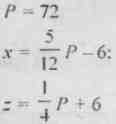 P = 72
x = 5/12 P − 6:
z = 1/4 P + 6